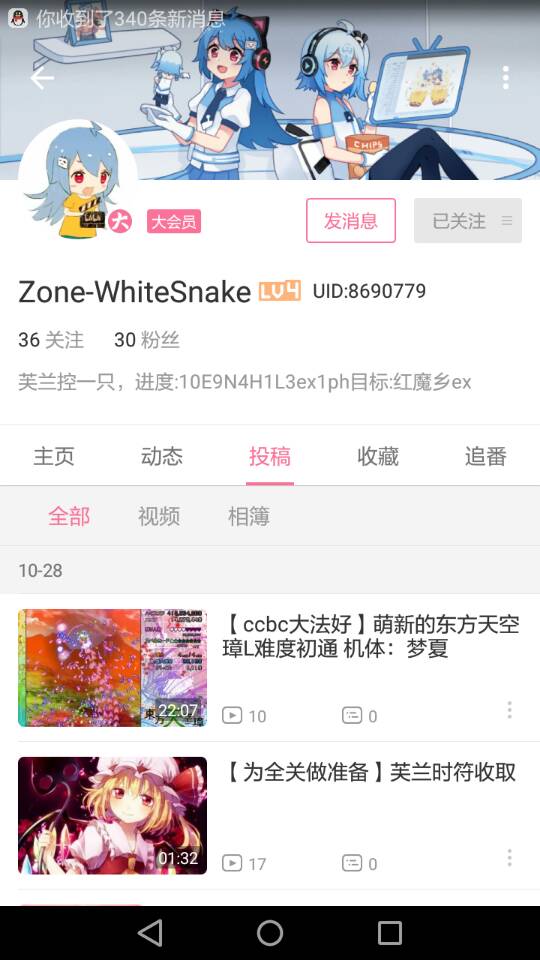 你收到了340条新消息
CHIPS
大
大会员
发消息
已关注
Zone-WhiteSnake LV4 UID:8690779
36 关注 30 粉丝
芙兰控一只，进度:10E9N4H1L3ex1ph目标:红魔乡ex
主页 动态 投稿 收藏 追番
全部 视频 相簿
10-28
【ccbc大法好】萌新的东方天空
璋L难度初通 机体：梦夏
22:07
10 0
【为全关做准备】芙兰时符收取
01:32
17 0